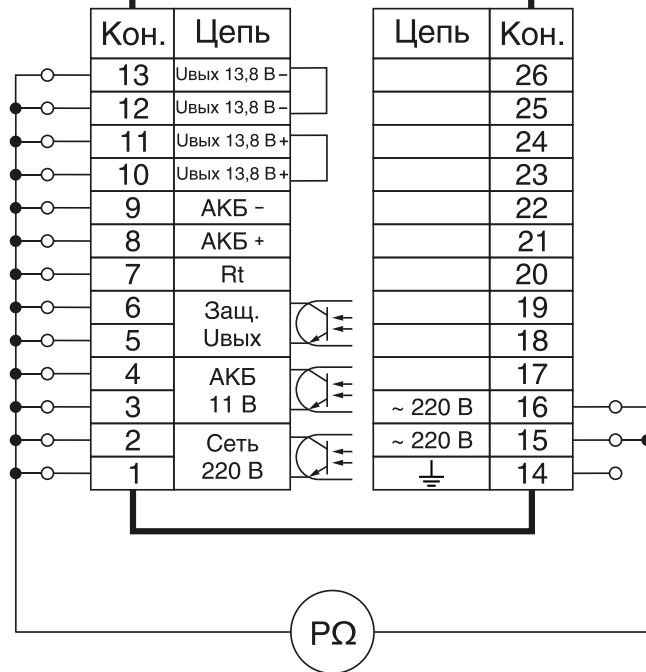 Кон. Цепь Цепь Кон.
13 Uвых 13,8 В – 26
12 Uвых 13,8 В – 25
11 Uвых 13,8 В + 24
10 Uвых 13,8 В + 23
9 АКБ – 22
8 АКБ + 21
7 Rt 20
6 Защ. 19
5 Uвых 18
4 АКБ 17
3 11 В ~ 220 В 16
2 Сеть ~ 220 В 15
1 220 В 14
PΩ